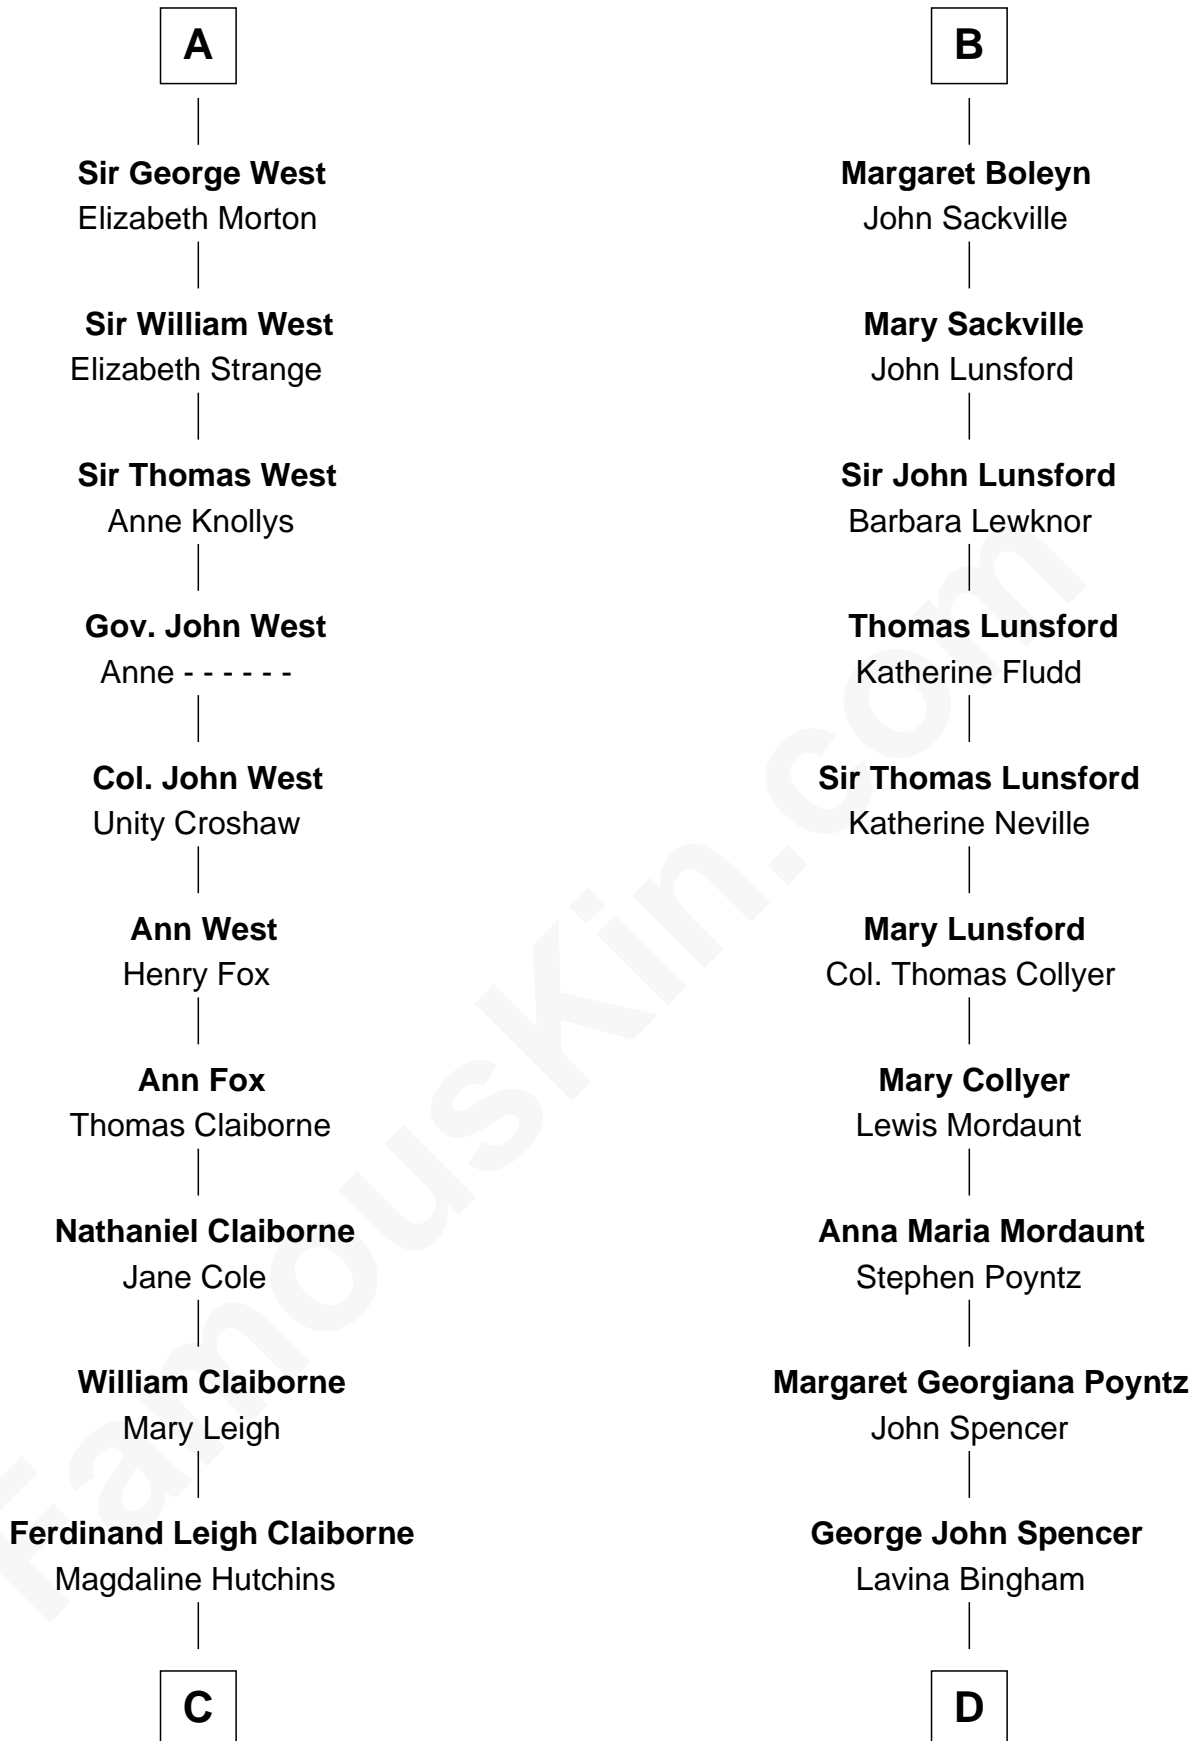 A
Sir George West
Elizabeth Morton
Sir William West
Elizabeth Strange
Sir Thomas West
Anne Knollys
Gov. John West
Anne - - - - - -
Col. John West
Unity Croshaw
Ann West
Henry Fox
Ann Fox
Thomas Claiborne
Nathaniel Claiborne
Jane Cole
William Claiborne
Mary Leigh
Ferdinand Leigh Claiborne
Magdaline Hutchins
C
B
Margaret Boleyn
John Sackville
Mary Sackville
John Lunsford
Sir John Lunsford
Barbara Lewknor
Thomas Lunsford
Katherine Fludd
Sir Thomas Lunsford
Katherine Neville
Mary Lunsford
Col. Thomas Collyer
Mary Collyer
Lewis Mordaunt
Anna Maria Mordaunt
Stephen Poyntz
Margaret Georgiana Poyntz
John Spencer
George John Spencer
Lavina Bingham
D
FamousKin.com